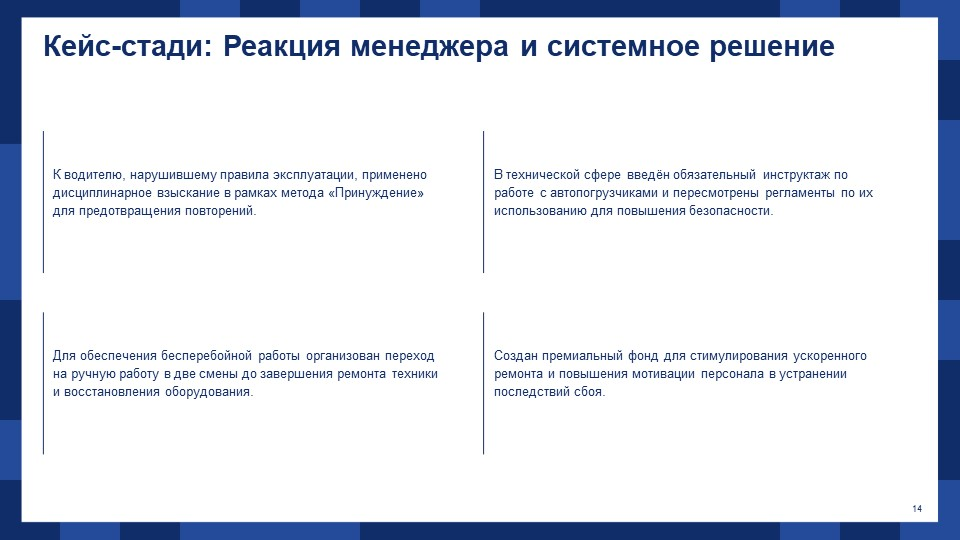 Кейс-стади: Реакция менеджера и системное решение
К водителю, нарушившему правила эксплуатации, применено
дисциплинарное взыскание в рамках метода «Принуждение»
для предотвращения повторений.
В технической сфере введён обязательный инструктаж по
работе с автопогрузчиками и пересмотрены регламенты по их
использованию для повышения безопасности.
Для обеспечения бесперебойной работы организован переход
на ручную работу в две смены до завершения ремонта техники
и восстановления оборудования.
Создан премиальный фонд для стимулирования ускоренного
ремонта и повышения мотивации персонала в устранении
последствий сбоя.
14